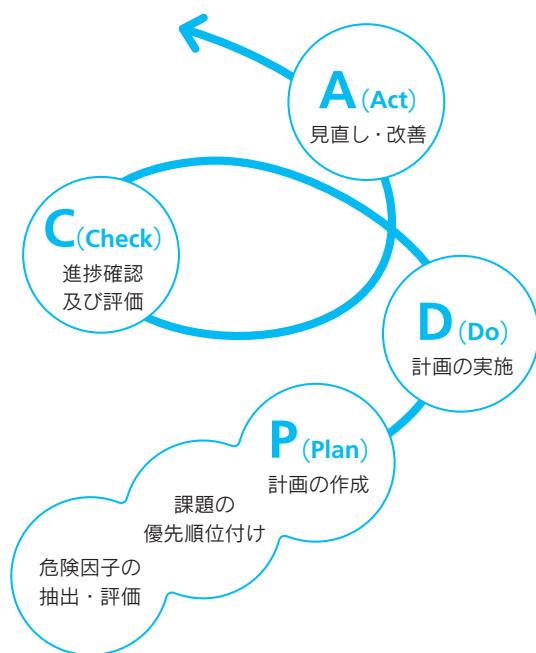 A (Act)
見直し・改善
C (Check)
進捗確認
及び評価
D (Do)
計画の実施
P (Plan)
計画の作成
課題の
優先順位付け
危険因子の
抽出・評価